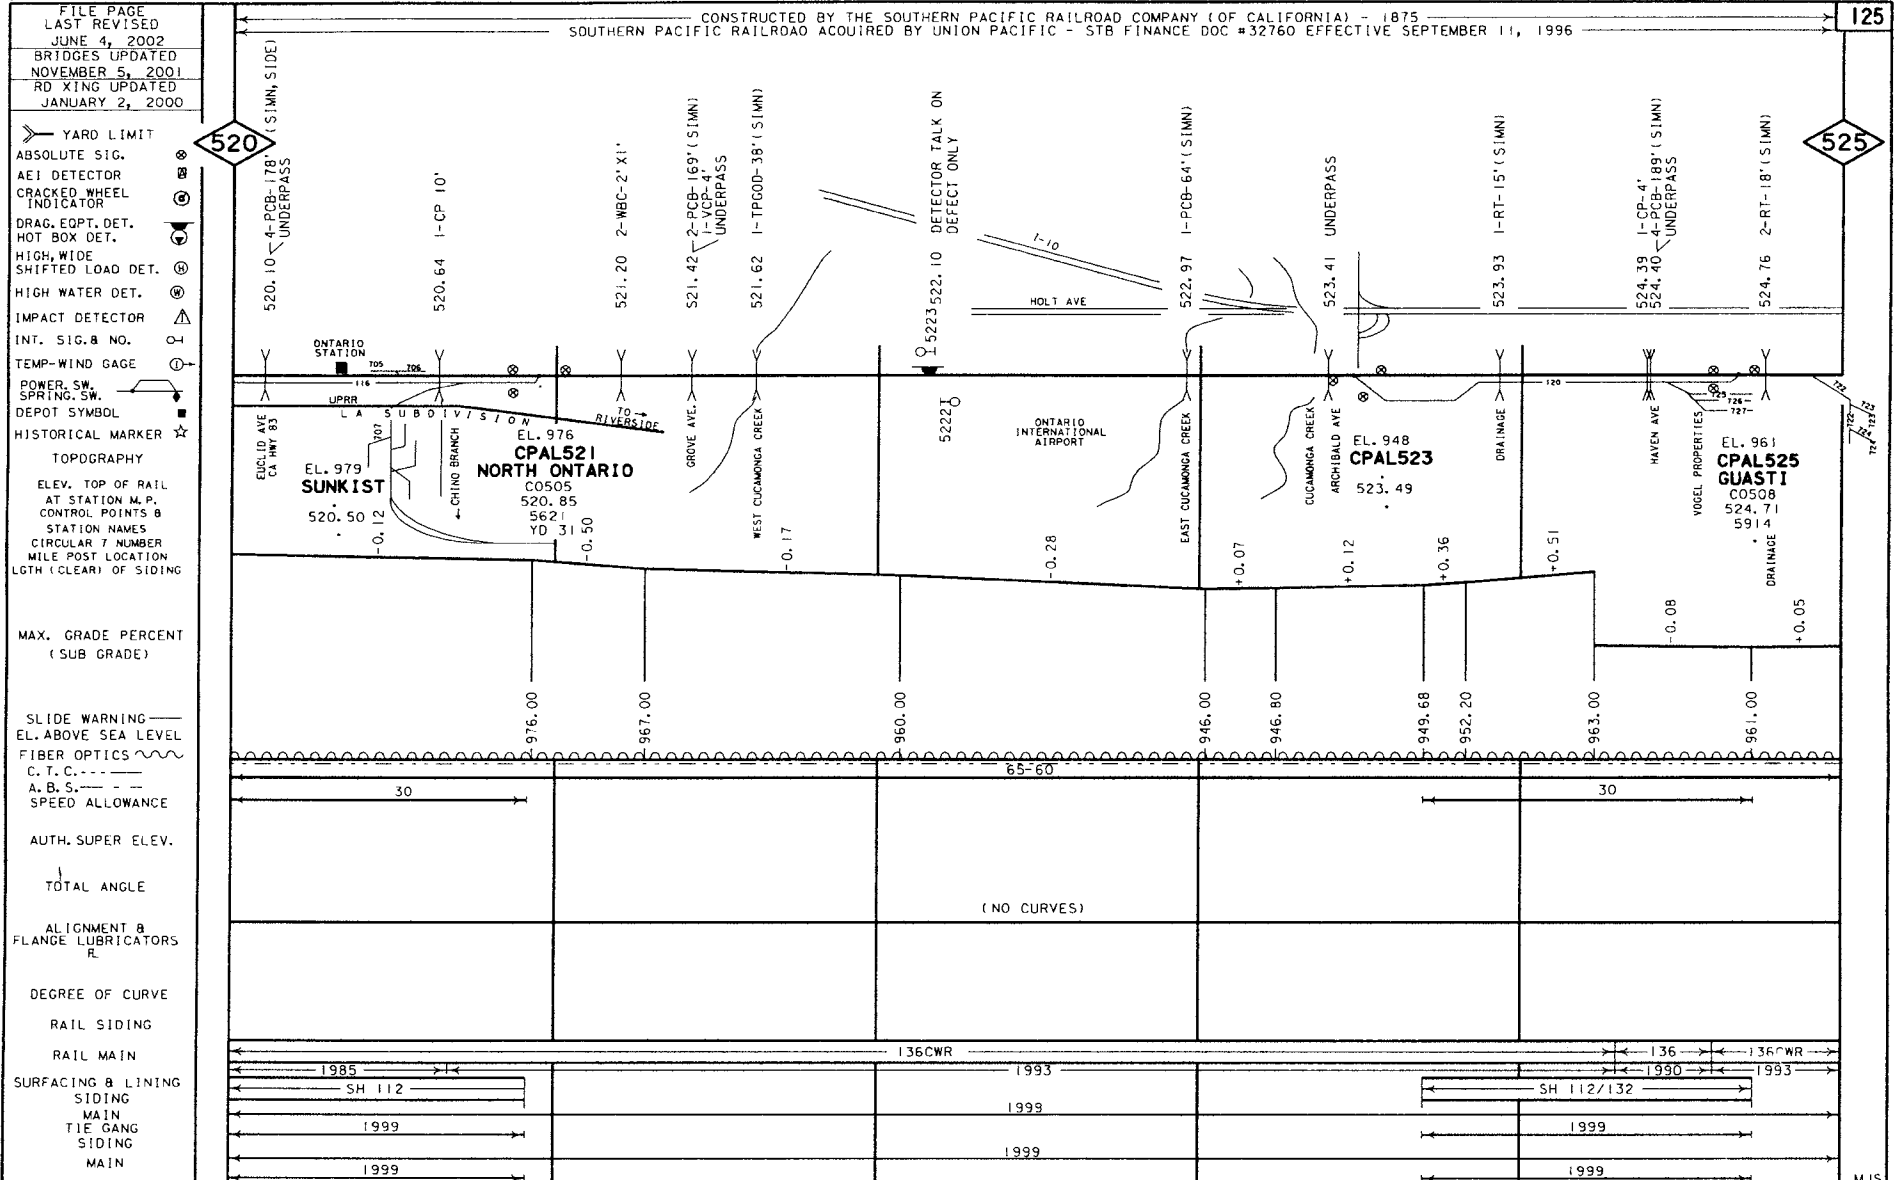 FILE PAGE
LAST REVISED
JUNE 4, 2002
BRIDGES UPDATED
NOVEMBER 5, 2001
RD XING UPDATED
JANUARY 2, 2000
CONSTRUCTED BY THE SOUTHERN PACIFIC RAILROAD COMPANY (OF CALIFORNIA) - 1875
SOUTHERN PACIFIC RAILROAD ACQUIRED BY UNION PACIFIC - STB FINANCE DOC #32760 EFFECTIVE SEPTEMBER 11, 1996
125
YARD LIMIT
ABSOLUTE SIG.
AEI DETECTOR
CRACKED WHEEL
INDICATOR
DRAG. EQPT. DET.
HOT BOX DET.
HIGH, WIDE
SHIFTED LOAD DET.
HIGH WATER DET.
IMPACT DETECTOR
INT. SIG.& NO.
TEMP-WIND GAGE
POWER. SW.
SPRING. SW.
DEPOT SYMBOL
HISTORICAL MARKER
TOPOGRAPHY
ELEV. TOP OF RAIL
AT STATION M.P.
CONTROL POINTS &
STATION NAMES
CIRCULAR 7 NUMBER
MILE POST LOCATION
LGTH (CLEAR) OF SIDING
MAX. GRADE PERCENT
(SUB GRADE)
SLIDE WARNING
EL. ABOVE SEA LEVEL
FIBER OPTICS
C. T. C.
A. B. S.
SPEED ALLOWANCE
AUTH. SUPER ELEV.
TOTAL ANGLE
ALIGNMENT &
FLANGE LUBRICATORS
DEGREE OF CURVE
RAIL SIDING
RAIL MAIN
SURFACING & LINING
SIDING
MAIN
TIE GANG
SIDING
MAIN
520
525
520.10 4-PCB-178' (SIMN, SIDE)
UNDERPASS
520.64 1-CP 10'
521.20 2-WBC-2'X1'
521.42 2-PCB-169' (SIMN)
1-VCP-4'
UNDERPASS
521.62 1-TPGOD-38' (SIMN)
5223
522.10 DETECTOR TALK ON
DEFECT ONLY
522.97 1-PCB-64' (SIMN)
523.41 UNDERPASS
523.93 1-RT-15' (SIMN)
524.39 1-CP-4'
524.40 4-PCB-189' (SIMN)
UNDERPASS
524.76 2-RT-18' (SIMN)
I-10
HOLT AVE
ONTARIO
STATION
705
706
116
UPRR
LA SUBDIVISION
TO
RIVERSIDE
120
722
723
725
726
727
5222
EUCLID AVE
CA HWY 83
707
CHINO BRANCH
GROVE AVE.
WEST CUCAMONGA CREEK
ONTARIO
INTERNATIONAL
AIRPORT
EAST CUCAMONGA CREEK
CUCAMONGA CREEK
ARCHIBALD AVE
DRAINAGE
HAVEN AVE
VOGEL PROPERTIES
DRAINAGE
EL. 979
SUNKIST
520.50
EL. 976
CPAL521
NORTH ONTARIO
CO505
520.85
5621
YD 31
EL. 948
CPAL523
523.49
EL. 961
CPAL525
GUASTI
CO508
524.71
5914
-0.12
-0.50
-0.17
-0.28
+0.07
+0.12
+0.36
+0.51
-0.08
+0.05
976.00
967.00
960.00
946.00
946.80
949.68
952.20
963.00
961.00
65-60
30
30
(NO CURVES)
136CWR
136
136CWR
1985
1993
1990
1993
SH 112
SH 112/132
1999
1999
1999
1999
1999
1999
MJS